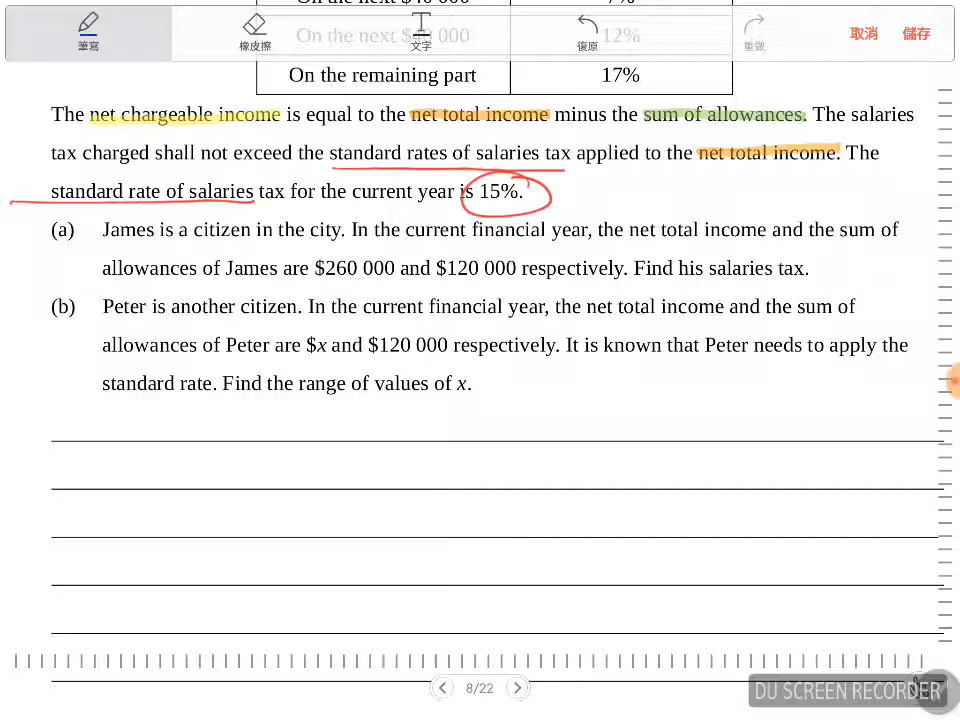 On the next $40 000 7%
筆寫 橡皮擦 文字 復原 重做 取消 儲存
On the next $40 000 12%
On the remaining part 17%
The net chargeable income is equal to the net total income minus the sum of allowances. The salaries
tax charged shall not exceed the standard rates of salaries tax applied to the net total income. The
standard rate of salaries tax for the current year is 15%.
(a) James is a citizen in the city. In the current financial year, the net total income and the sum of
allowances of James are $260 000 and $120 000 respectively. Find his salaries tax.
(b) Peter is another citizen. In the current financial year, the net total income and the sum of
allowances of Peter are $x and $120 000 respectively. It is known that Peter needs to apply the
standard rate. Find the range of values of x.
8/22
DU SCREEN RECORDER